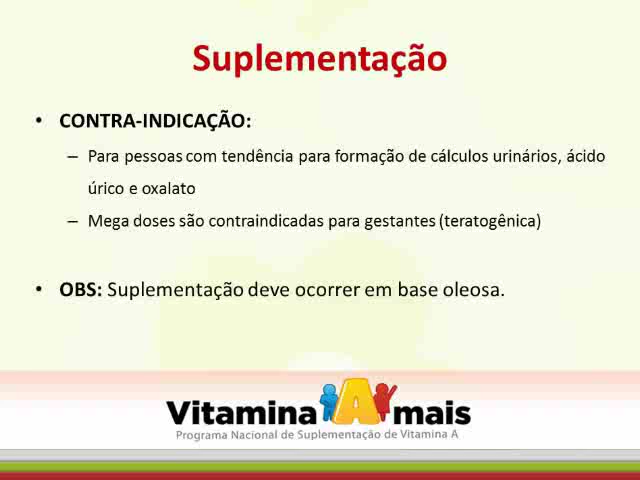 Suplementação
• CONTRA-INDICAÇÃO:
– Para pessoas com tendência para formação de cálculos urinários, ácido
úrico e oxalato
– Mega doses são contraindicadas para gestantes (teratogênica)
• OBS: Suplementação deve ocorrer em base oleosa.
Vitamina A mais
Programa Nacional de Suplementação de Vitamina A